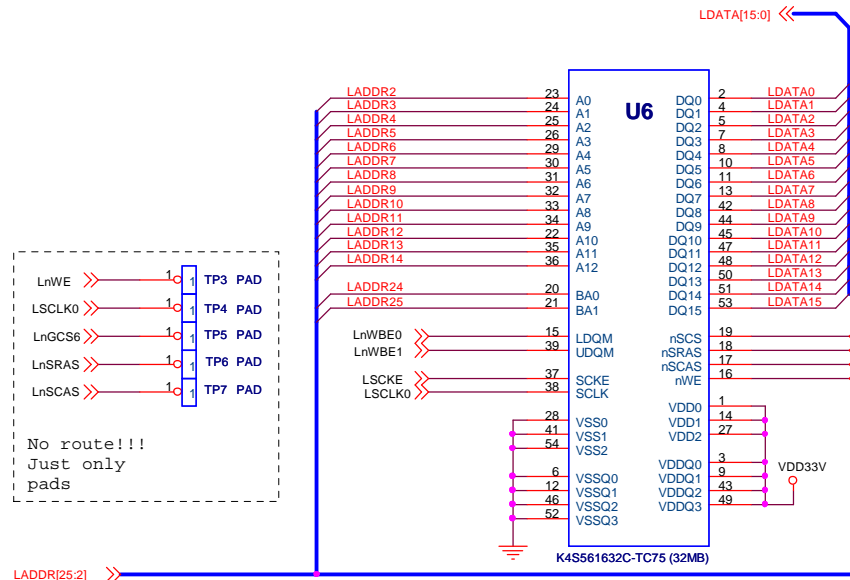 LDATA[15:0]
U6
LADDR2 23 A0 DQ0 2 LDATA0
LADDR3 24 A1 DQ1 4 LDATA1
LADDR4 25 A2 DQ2 5 LDATA2
LADDR5 26 A3 DQ3 7 LDATA3
LADDR6 29 A4 DQ4 8 LDATA4
LADDR7 30 A5 DQ5 10 LDATA5
LADDR8 31 A6 DQ6 11 LDATA6
LADDR9 32 A7 DQ7 13 LDATA7
LADDR10 33 A8 DQ8 42 LDATA8
LADDR11 34 A9 DQ9 44 LDATA9
LADDR12 22 A10 DQ10 45 LDATA10
LADDR13 35 A11 DQ11 47 LDATA11
LADDR14 36 A12 DQ12 48 LDATA12
DQ13 50 LDATA13
LADDR24 20 BA0 DQ14 51 LDATA14
LADDR25 21 BA1 DQ15 53 LDATA15
LnWBE0 15 LDQM nSCS 19
LnWBE1 39 UDQM nSRAS 18
nSCAS 17
LSCKE 37 SCKE nWE 16
LSCLK0 38 SCLK
VDD0 1
28 VSS0 VDD1 14
41 VSS1 VDD2 27
54 VSS2
VDDQ0 3
6 VSSQ0 VDDQ1 9
12 VSSQ1 VDDQ2 43
46 VSSQ2 VDDQ3 49
52 VSSQ3
VDD33V
K4S561632C-TC75 (32MB)
LnWE 1 1 TP3 PAD
LSCLK0 1 1 TP4 PAD
LnGCS6 1 1 TP5 PAD
LnSRAS 1 1 TP6 PAD
LnSCAS 1 1 TP7 PAD
No route!!!
Just only
pads
LADDR[25:2]